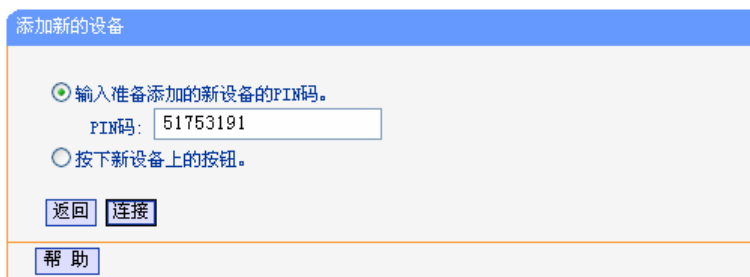 添加新的设备
输入准备添加的新设备的PIN码。
PIN码: 51753191
按下新设备上的按钮。
返回 连接
帮 助